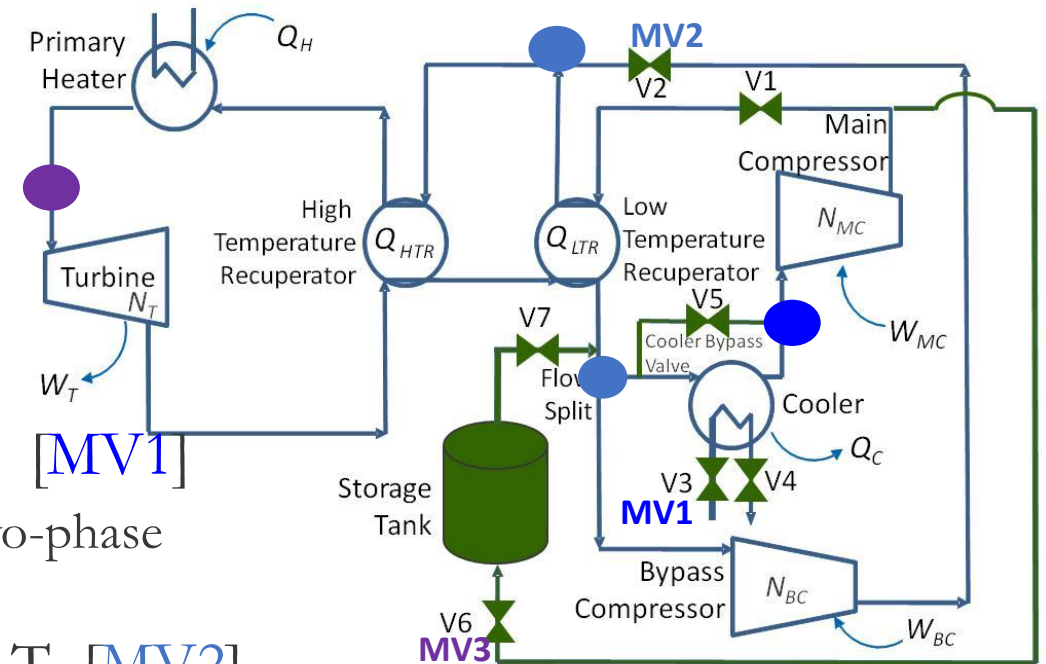 Primary
Heater
Q_H
MV2
V2
V1
Main
Compressor
N_MC
W_MC
High
Temperature
Recuperator
Q_HTR
Q_LTR
Low
Temperature
Recuperator
Turbine
N_T
W_T
V7
V5
Cooler Bypass
Valve
Flow
Split
Cooler
Q_C
[MV1]
V3
V4
MV1
Storage
Tank
-phase
Bypass
Compressor
N_BC
W_BC
V6
MV3
T [MV2]